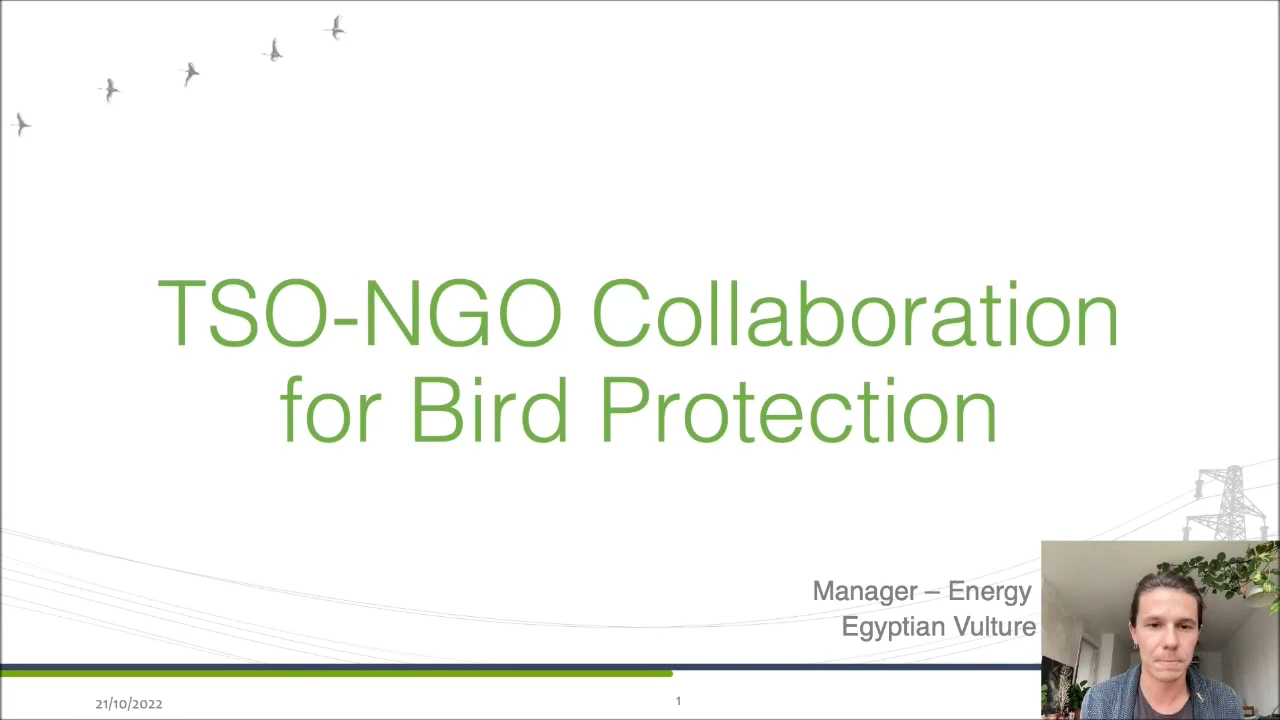 TSO-NGO Collaboration
for Bird Protection
Manager – Energy
Egyptian Vulture
21/10/2022
1